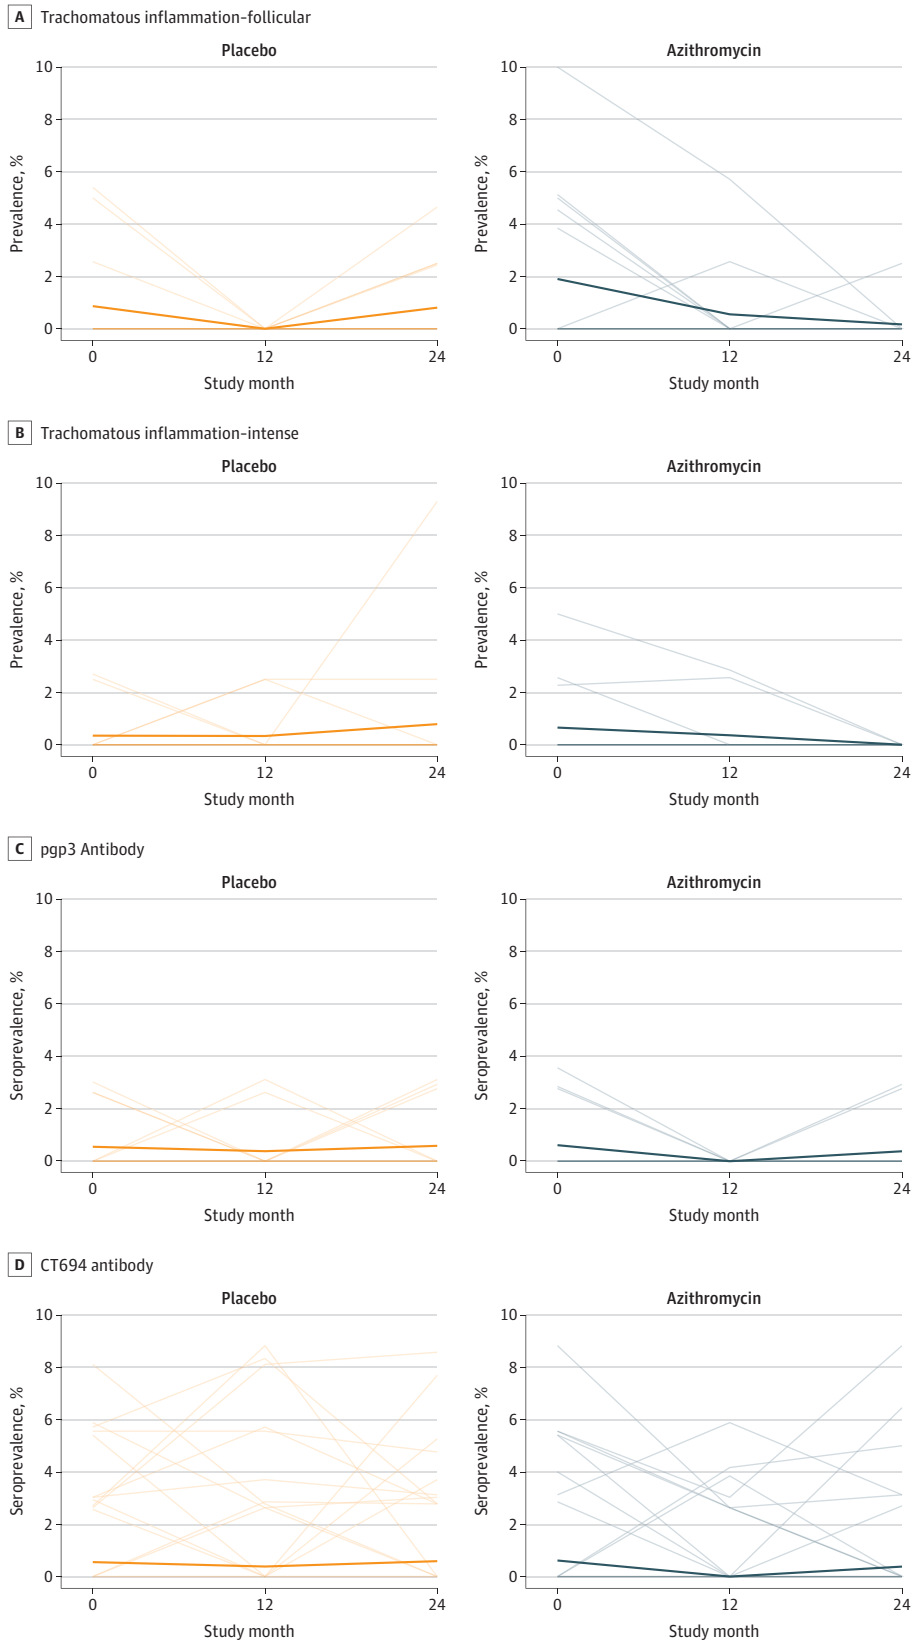 A Trachomatous inflammation-follicular
Placebo
Azithromycin
10
8
6
4
2
0
Prevalence, %
0 12 24
Study month
10
8
6
4
2
0
Prevalence, %
0 12 24
Study month
B Trachomatous inflammation-intense
Placebo
Azithromycin
10
8
6
4
2
0
Prevalence, %
0 12 24
Study month
10
8
6
4
2
0
Prevalence, %
0 12 24
Study month
C pgp3 Antibody
Placebo
Azithromycin
10
8
6
4
2
0
Seroprevalence, %
0 12 24
Study month
10
8
6
4
2
0
Seroprevalence, %
0 12 24
Study month
D CT694 antibody
Placebo
Azithromycin
10
8
6
4
2
0
Seroprevalence, %
0 12 24
Study month
10
8
6
4
2
0
Seroprevalence, %
0 12 24
Study month